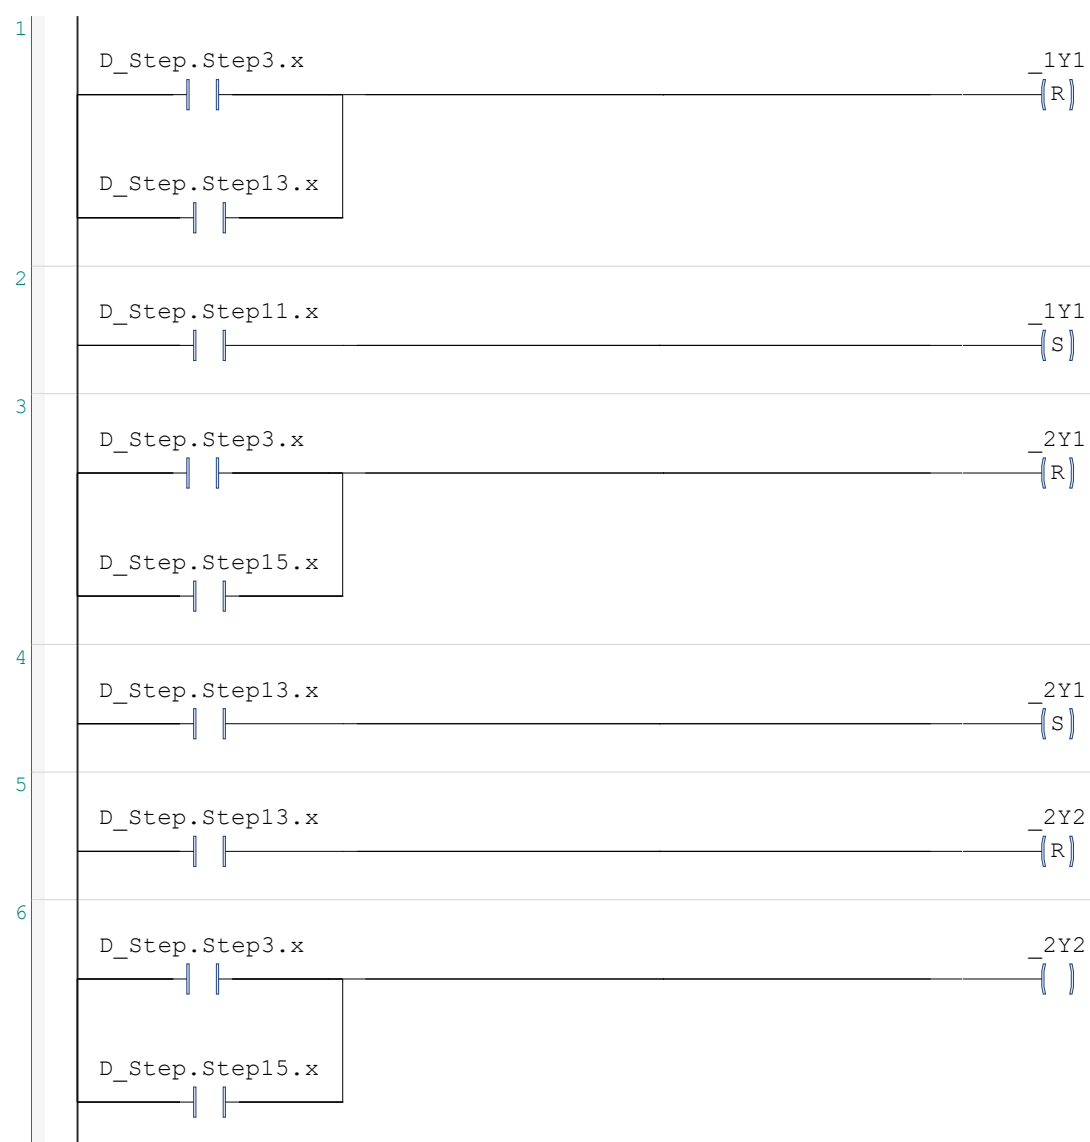 1
D_Step.Step3.x _1Y1
R
D_Step.Step13.x
2
D_Step.Step11.x _1Y1
S
3
D_Step.Step3.x _2Y1
R
D_Step.Step15.x
4
D_Step.Step13.x _2Y1
S
5
D_Step.Step13.x _2Y2
R
6
D_Step.Step3.x _2Y2
D_Step.Step15.x